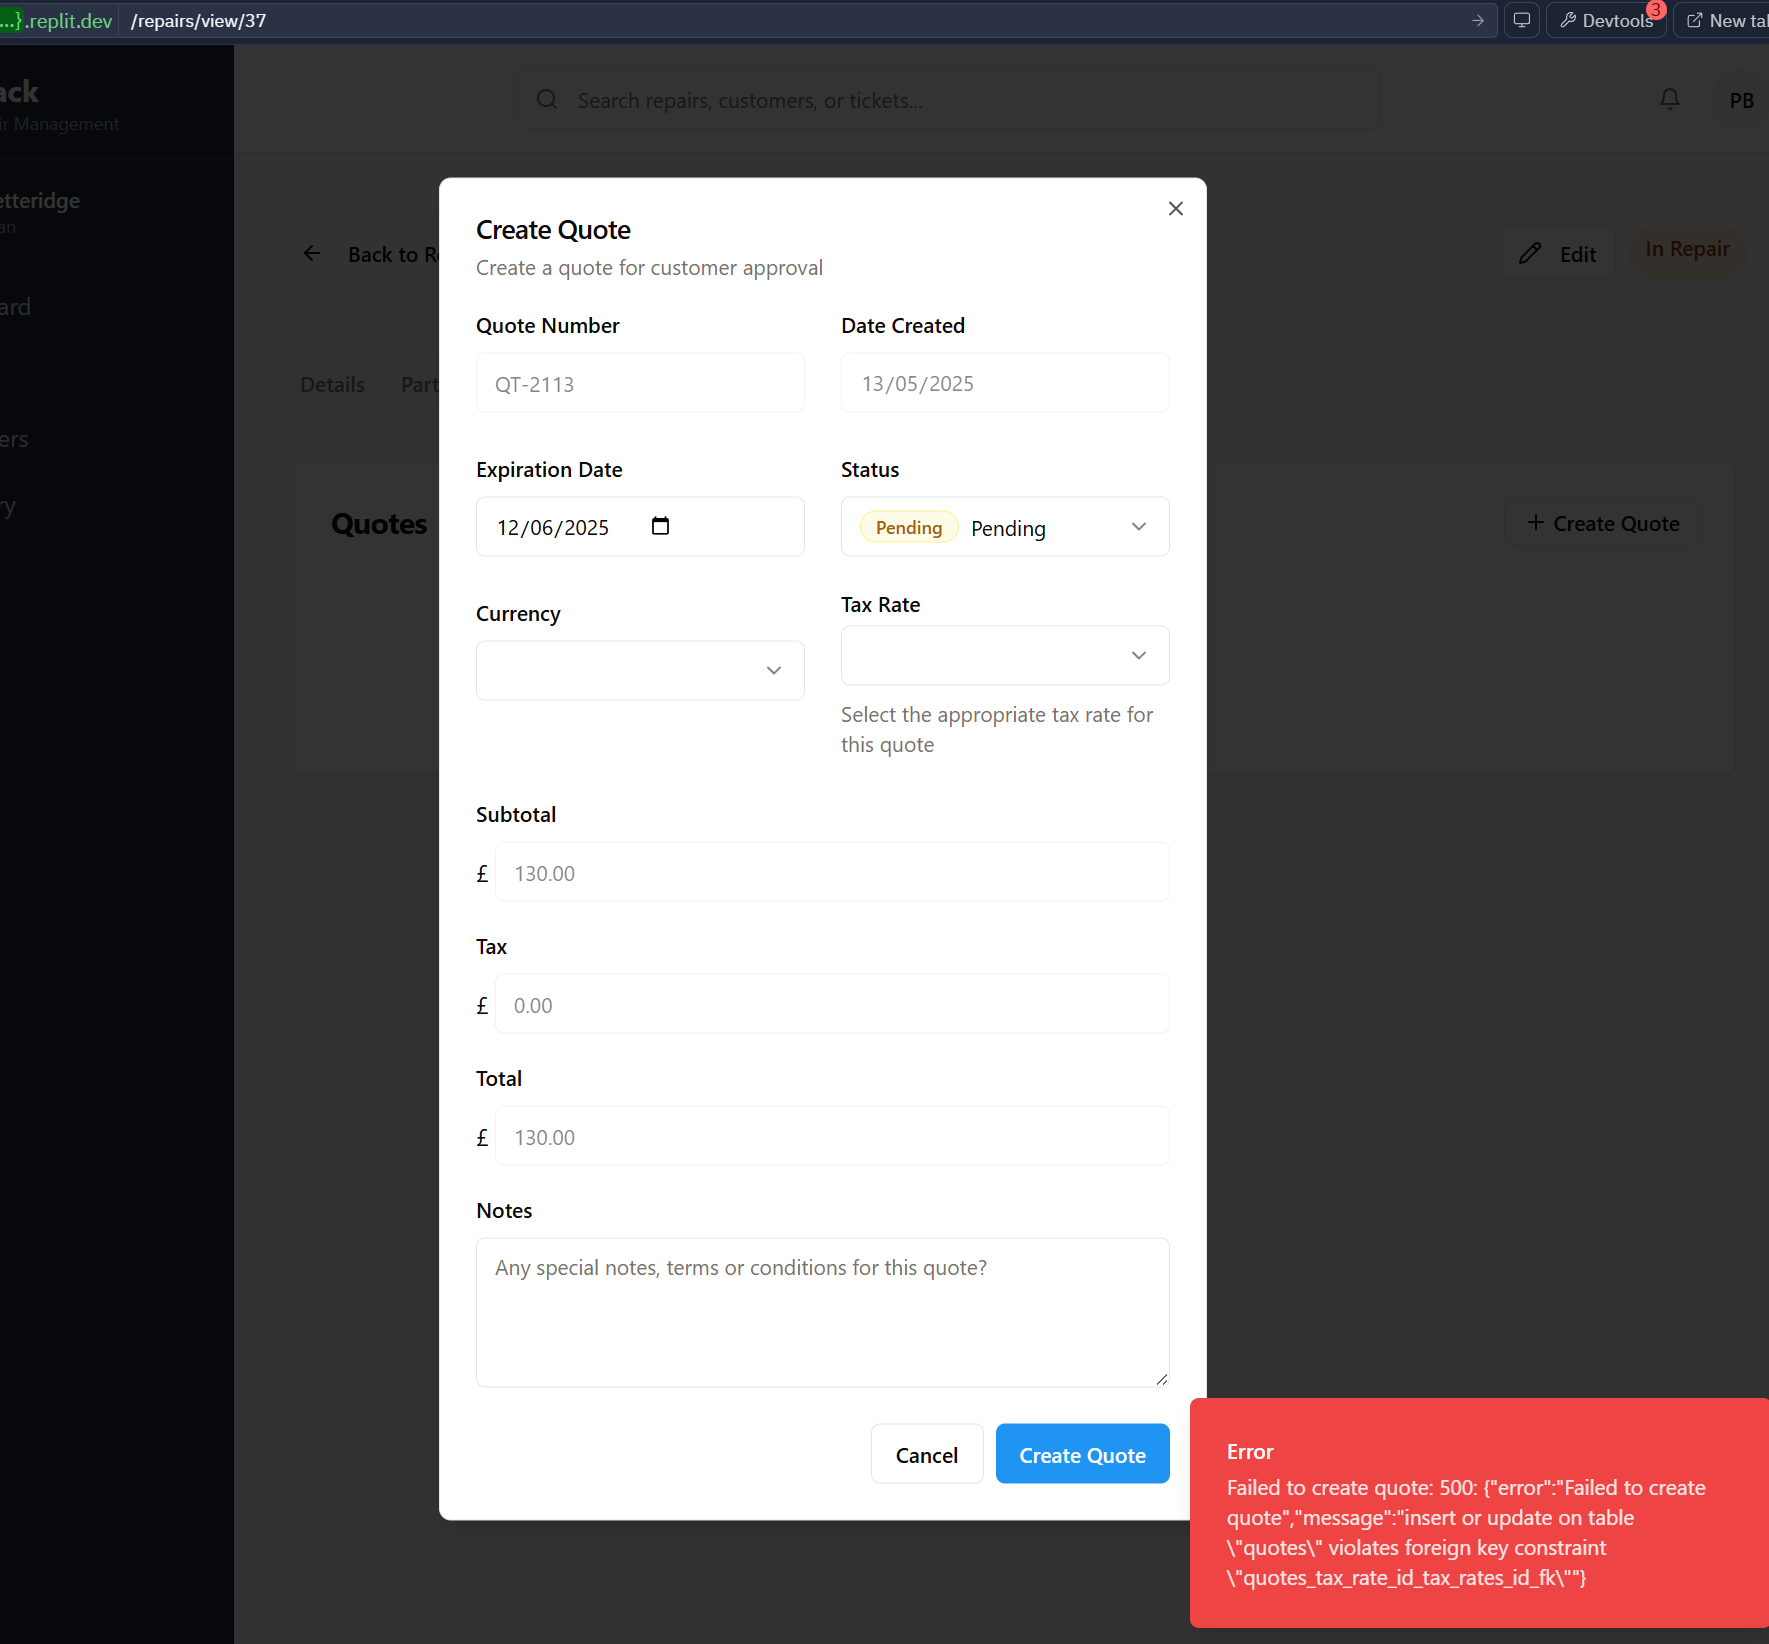 ...}.replit.dev /repairs/view/37 Devtools 3 New tal
ack
ir Management
Search repairs, customers, or tickets...
PB
etteridge
an
ard
ers
ry
Back to Re
Edit
In Repair
Details Part
Quotes
+ Create Quote
Create Quote
Create a quote for customer approval
Quote Number Date Created
QT-2113 13/05/2025
Expiration Date Status
12/06/2025 Pending Pending
Currency Tax Rate
Select the appropriate tax rate for
this quote
Subtotal
£ 130.00
Tax
£ 0.00
Total
£ 130.00
Notes
Any special notes, terms or conditions for this quote?
Cancel Create Quote
Error
Failed to create quote: 500: {"error":"Failed to create
quote","message":"insert or update on table
\"quotes\" violates foreign key constraint
\"quotes_tax_rate_id_tax_rates_id_fk\""}